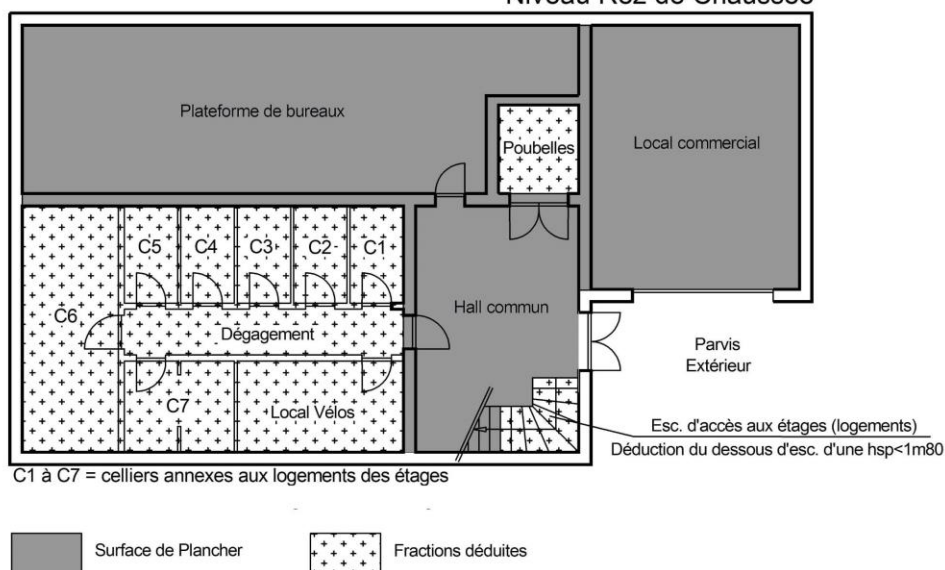 Niveau Rez de Chaussée
Plateforme de bureaux
Poubelles
Local commercial
C5
C4
C3
C2
C1
C6
Dégagement
Hall commun
Parvis
Extérieur
C7
Local Vélos
Esc. d'accès aux étages (logements)
Déduction du dessous d'esc. d'une hsp<1m80
C1 à C7 = celliers annexes aux logements des étages
Surface de Plancher
Fractions déduites